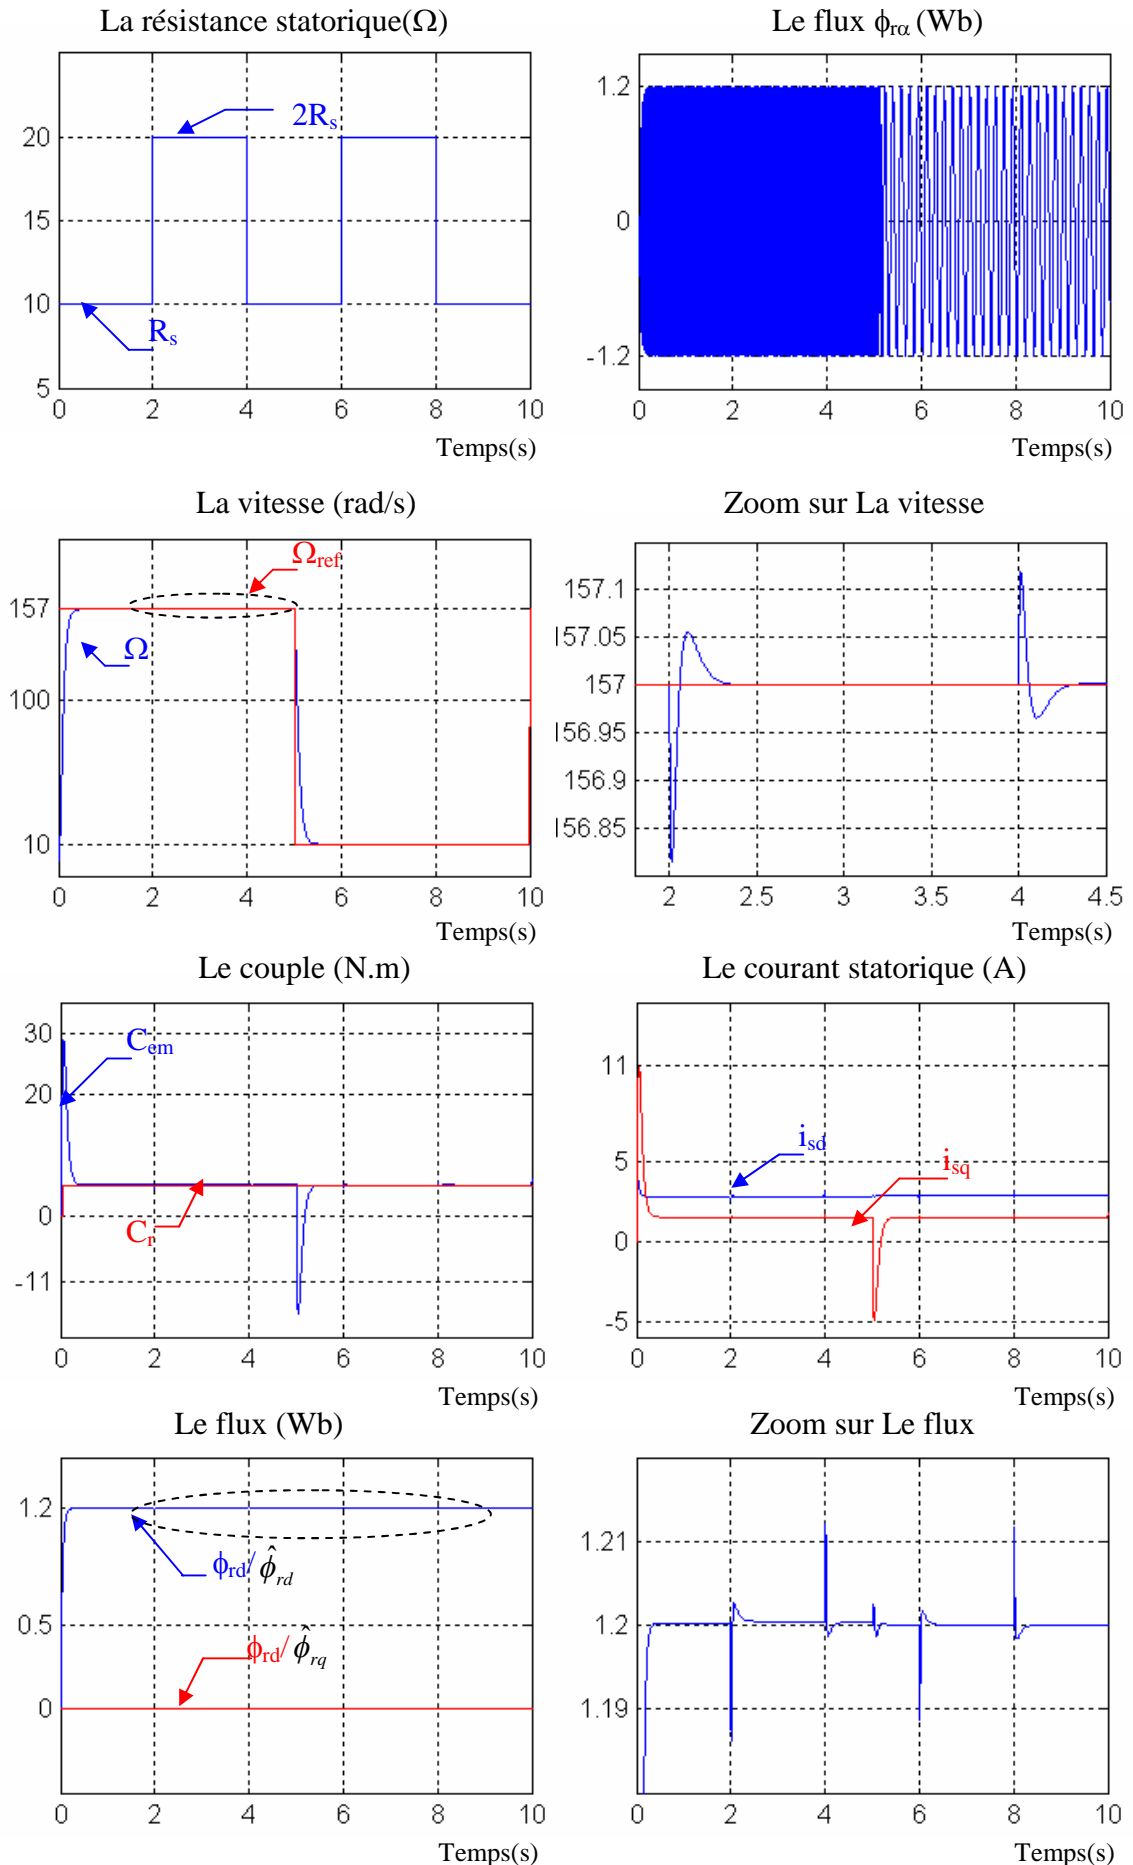 La résistance statorique(Ω)
2Rₛ
Rₛ
20
15
10
5
0 2 4 6 8 10
Temps(s)
Le flux ϕrα (Wb)
1.2
0
-1.2
0 2 4 6 8 10
Temps(s)
La vitesse (rad/s)
Ωref
Ω
157
100
10
0 2 4 6 8 10
Temps(s)
Zoom sur La vitesse
157.1
157.05
157
156.95
156.9
156.85
2 2.5 3 3.5 4 4.5
Temps(s)
Le couple (N.m)
Cem
Cr
30
20
0
-11
0 2 4 6 8 10
Temps(s)
Le courant statorique (A)
isd
isq
11
5
0
-5
0 2 4 6 8 10
Temps(s)
Le flux (Wb)
ϕrd/ϕ̂rd
ϕrd/ϕ̂rq
1.2
0.5
0
0 2 4 6 8 10
Temps(s)
Zoom sur Le flux
1.21
1.2
1.19
0 2 4 6 8 10
Temps(s)